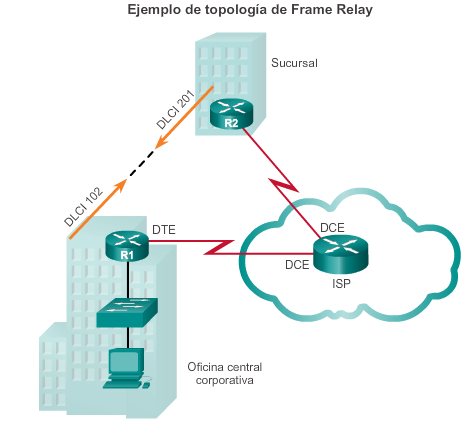 Ejemplo de topología de Frame Relay
Sucursal
DLCI 201
R2
DLCI 102
DTE
R1
DCE
DCE
ISP
Oficina central
corporativa